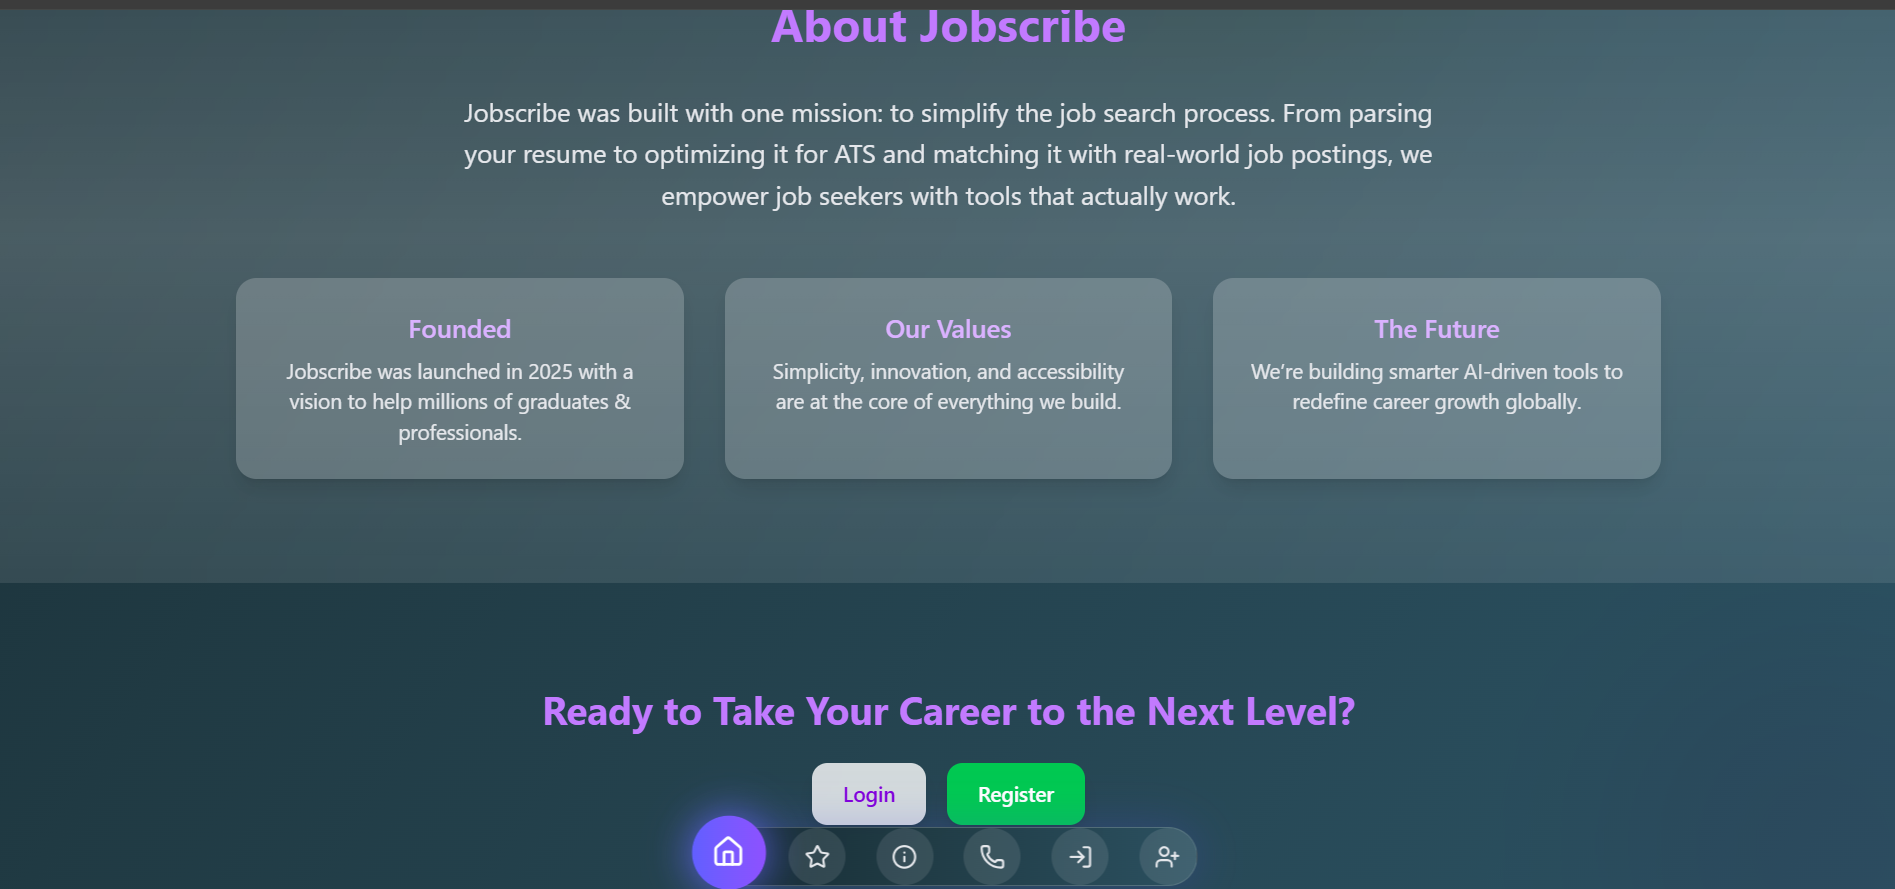 About Jobscribe
Jobscribe was built with one mission: to simplify the job search process. From parsing
your resume to optimizing it for ATS and matching it with real-world job postings, we
empower job seekers with tools that actually work.
Founded
Jobscribe was launched in 2025 with a
vision to help millions of graduates &
professionals.
Our Values
Simplicity, innovation, and accessibility
are at the core of everything we build.
The Future
We’re building smarter AI-driven tools to
redefine career growth globally.
Ready to Take Your Career to the Next Level?
Login
Register